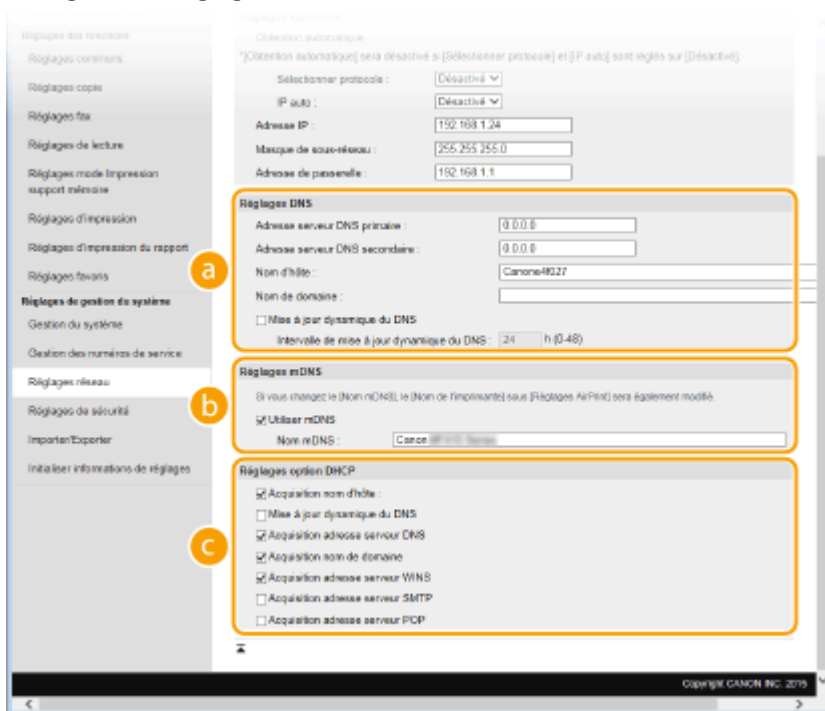 Réglages des fonctions
Réglages communs
Réglages copie
Réglages fax
Réglages de lecture
Réglages mode Impression
support mémoire
Réglages d'impression
Réglages d'impression du rapport
Réglages favoris
Réglages de gestion du système
Gestion du système
Gestion des numéros de service
Réglages réseau
Réglages de sécurité
Importer/Exporter
Initialiser informations de réglages
Obtention automatique
*[Obtention automatique] sera désactivé si [Sélectionner protocole] et [IP auto] sont réglés sur [Désactivé].
Sélectionner protocole : Désactivé
IP auto : Désactivé
Adresse IP : 192.168.1.24
Masque de sous-réseau : 255.255.255.0
Adresse de passerelle : 192.168.1.1
a
Réglages DNS
Adresse serveur DNS primaire : 0.0.0.0
Adresse serveur DNS secondaire : 0.0.0.0
Nom d'hôte : Canone4f027
Nom de domaine :
Mise à jour dynamique du DNS
Intervalle de mise à jour dynamique du DNS : 24 h (0-48)
b
Réglages mDNS
Si vous changez le [Nom mDNS], le [Nom de l'imprimante] sous [Réglages AirPrint] sera également modifié.
Utiliser mDNS
Nom mDNS : Canon
c
Réglages option DHCP
Acquisition nom d'hôte :
Mise à jour dynamique du DNS
Acquisition adresse serveur DNS
Acquisition nom de domaine
Acquisition adresse serveur WINS
Acquisition adresse serveur SMTP
Acquisition adresse serveur POP
Copyright CANON INC. 2015